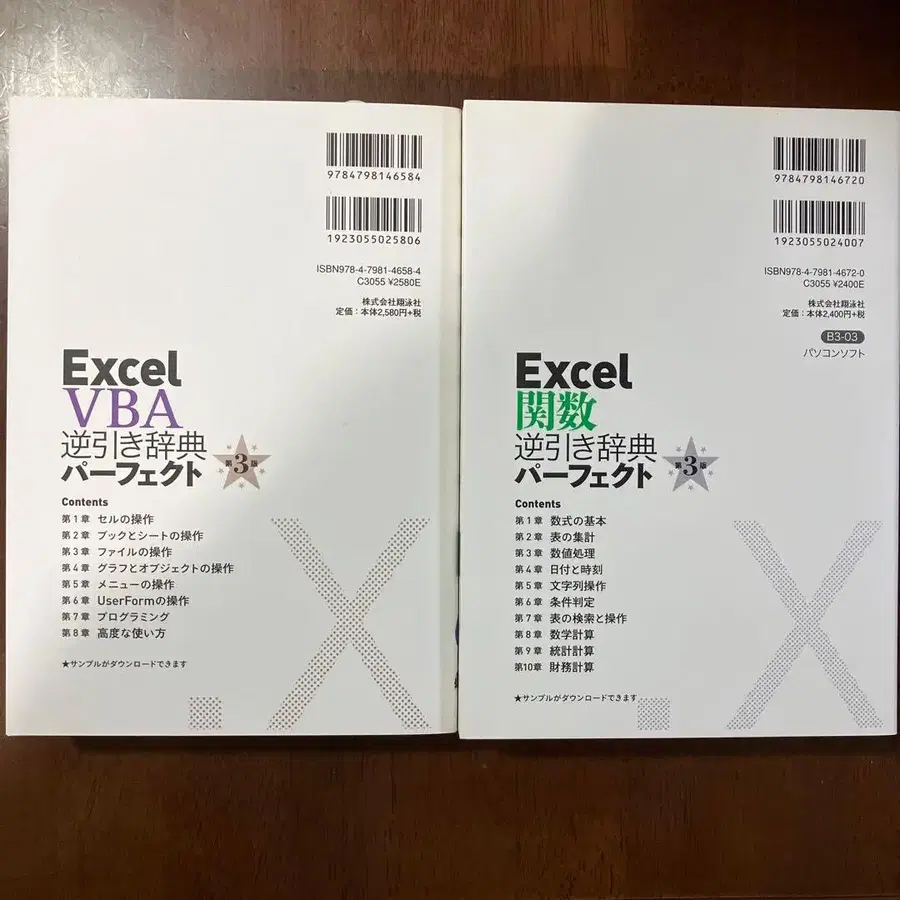 9784798146584
1923055025806
ISBN978-4-7981-4658-4
C3055 ¥2580E
株式会社翔泳社
定価：本体2,580円+税
Excel
VBA
逆引き辞典
パーフェクト
第3版
Contents
第1章 セルの操作
第2章 ブックとシートの操作
第3章 ファイルの操作
第4章 グラフとオブジェクトの操作
第5章 メニューの操作
第6章 UserFormの操作
第7章 プログラミング
第8章 高度な使い方
★サンプルがダウンロードできます
.X
9784798146720
1923055024007
ISBN978-4-7981-4672-0
C3055 ¥2400E
株式会社翔泳社
定価：本体2,400円+税
B3-03
パソコンソフト
Excel
関数
逆引き辞典
パーフェクト
第3版
Contents
第1章 数式の基本
第2章 表の集計
第3章 数値処理
第4章 日付と時刻
第5章 文字列操作
第6章 条件判定
第7章 表の検索と操作
第8章 数学計算
第9章 統計計算
第10章 財務計算
★サンプルがダウンロードできます
.X